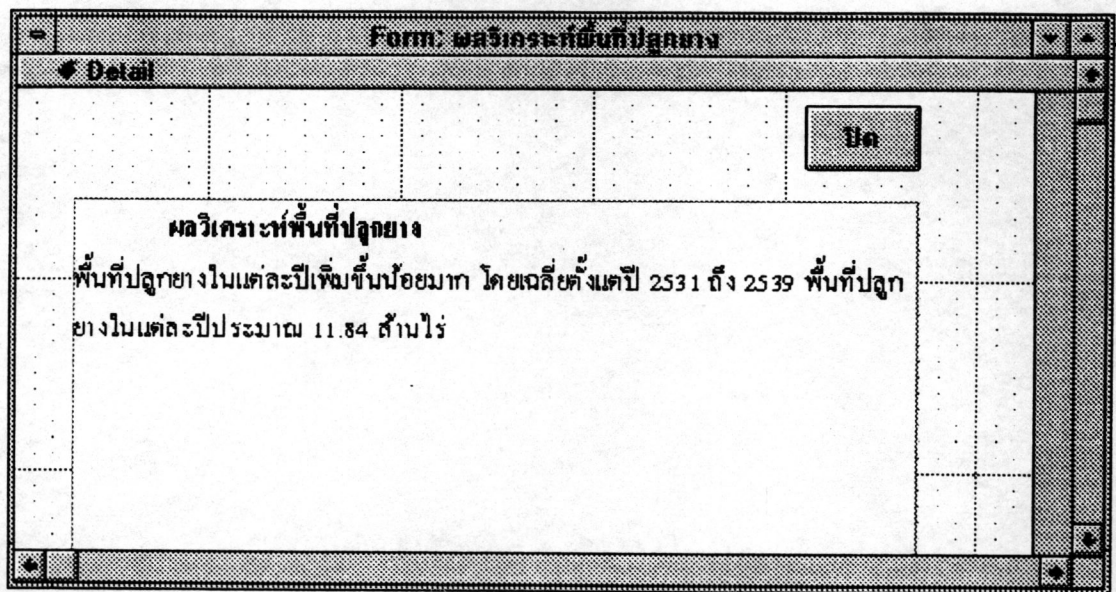 Form: ผลวิเคราะห์พื้นที่ปลูกยาง
Detail
ปิด
ผลวิเคราะห์พื้นที่ปลูกยาง
พื้นที่ปลูกยางในแต่ละปีเพิ่มขึ้นน้อยมาก โดยเฉลี่ยตั้งแต่ปี 2531 ถึง 2539 พื้นที่ปลูก
ยางในแต่ละปีประมาณ 11.84 ล้านไร่